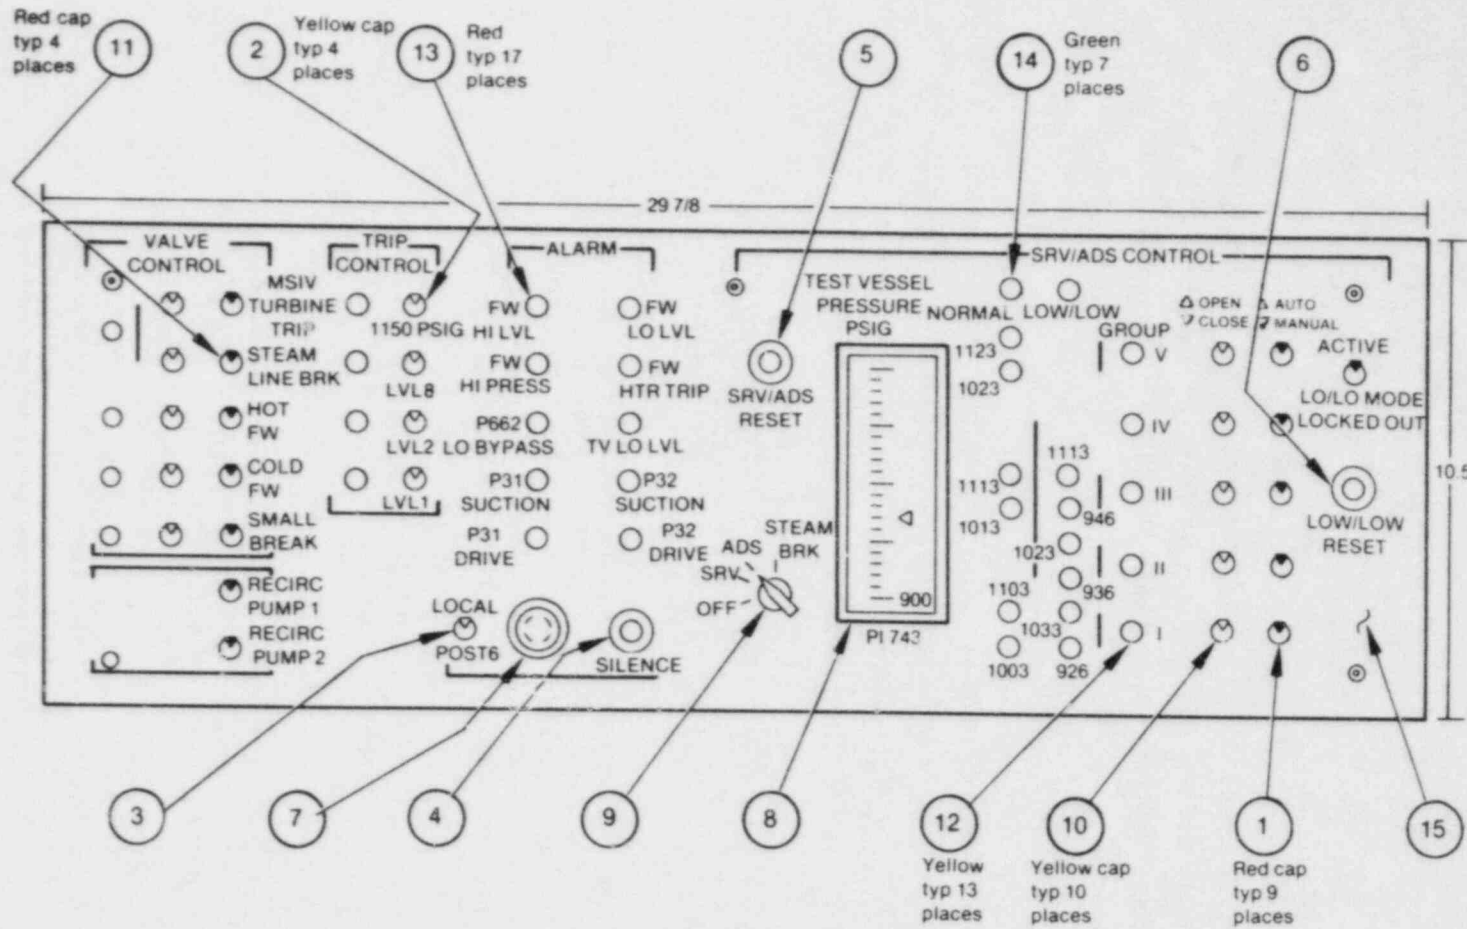 Red cap
typ 4
places
11
2
Yellow cap
typ 4
places
13
Red
typ 17
places
5
14
Green
typ 7
places
6
29 7/8
10.5
VALVE
CONTROL
TRIP
CONTROL
ALARM
SRV/ADS CONTROL
MSIV
TURBINE
TRIP
STEAM
LINE BRK
HOT
FW
COLD
FW
SMALL
BREAK
RECIRC
PUMP 1
RECIRC
PUMP 2
1150 PSIG
LVL8
LVL2
LVL1
FW
HI LVL
FW
HI PRESS
P662
LO BYPASS
P31
SUCTION
P31
DRIVE
FW
LO LVL
FW
HTR TRIP
TV LO LVL
P32
SUCTION
P32
DRIVE
LOCAL
POST6
SILENCE
SRV/ADS
RESET
STEAM
BRK
ADS
SRV
OFF
TEST VESSEL
PRESSURE
PSIG
900
PI 743
NORMAL
LOW/LOW
1123
1023
1113
1013
1103
1003
1113
946
1023
936
1033
926
GROUP
V
IV
III
II
I
OPEN
CLOSE
AUTO
MANUAL
ACTIVE
LO/LO MODE
LOCKED OUT
LOW/LOW
RESET
3
7
4
9
8
12
Yellow
typ 13
places
10
Yellow cap
typ 10
places
1
Red cap
typ 9
places
15